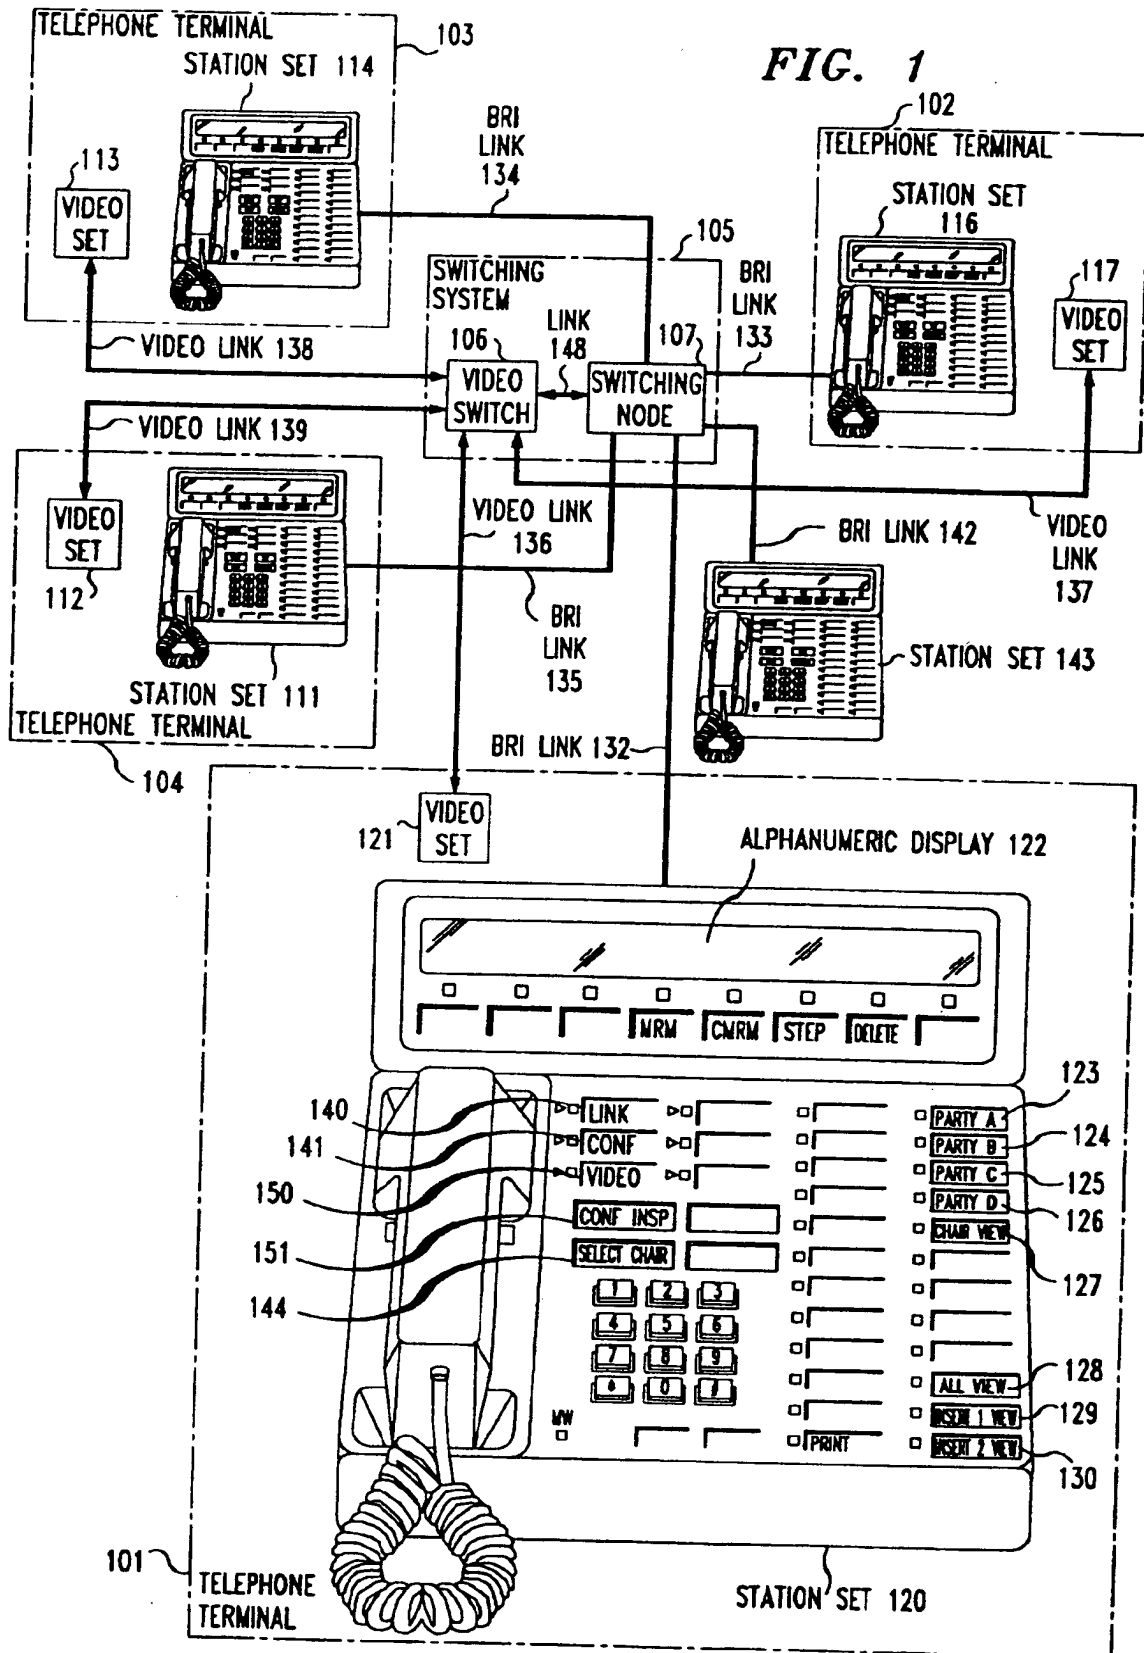 FIG. 1
TELEPHONE TERMINAL
103
STATION SET 114
113
VIDEO
SET
BRI
LINK
134
102
TELEPHONE TERMINAL
STATION SET
116
117
VIDEO
SET
105
SWITCHING
SYSTEM
106
VIDEO
SWITCH
LINK
148
107
SWITCHING
NODE
BRI
LINK
133
VIDEO LINK 138
VIDEO LINK 139
VIDEO
SET
112
STATION SET 111
TELEPHONE TERMINAL
104
VIDEO LINK
136
BRI
LINK
135
BRI LINK 142
VIDEO
LINK
137
STATION SET 143
BRI LINK 132
121
VIDEO
SET
ALPHANUMERIC DISPLAY 122
MRM
CMRM
STEP
DELETE
140
LINK
141
CONF
150
VIDEO
151
CONF INSP
144
SELECT CHAIR
PARTY A
123
PARTY B
124
PARTY C
125
PARTY D
126
CHAIR VIEW
127
1 2 3
4 5 6
7 8 9
* 0 #
MW
PRINT
ALL VIEW
128
INSERT 1 VIEW
129
INSERT 2 VIEW
130
101
TELEPHONE
TERMINAL
STATION SET 120